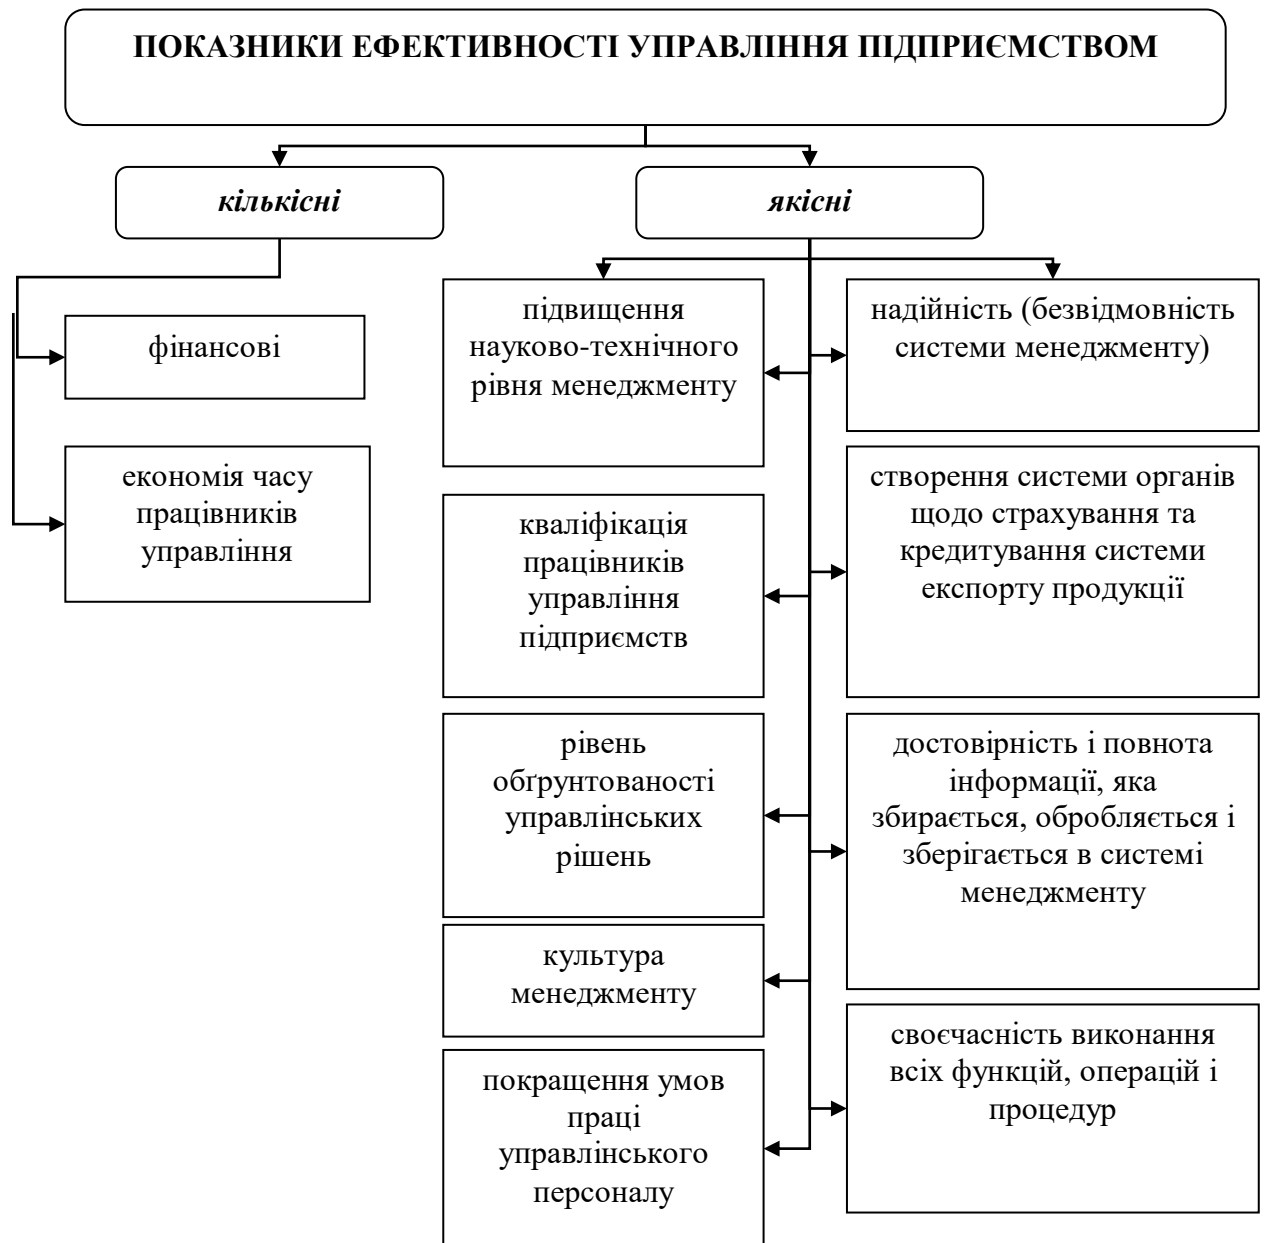 ПОКАЗНИКИ ЕФЕКТИВНОСТІ УПРАВЛІННЯ ПІДПРИЄМСТВОМ
кількісні
якісні
фінансові
економія часу
працівників
управління
підвищення
науково-технічного
рівня менеджменту
кваліфікація
працівників
управління
підприємств
рівень
обґрунтованості
управлінських
рішень
культура
менеджменту
покращення умов
праці
управлінського
персоналу
надійність (безвідмовність
системи менеджменту)
створення системи органів
щодо страхування та
кредитування системи
експорту продукції
достовірність і повнота
інформації, яка
збирається, обробляється і
зберігається в системі
менеджменту
своєчасність виконання
всіх функцій, операцій і
процедур